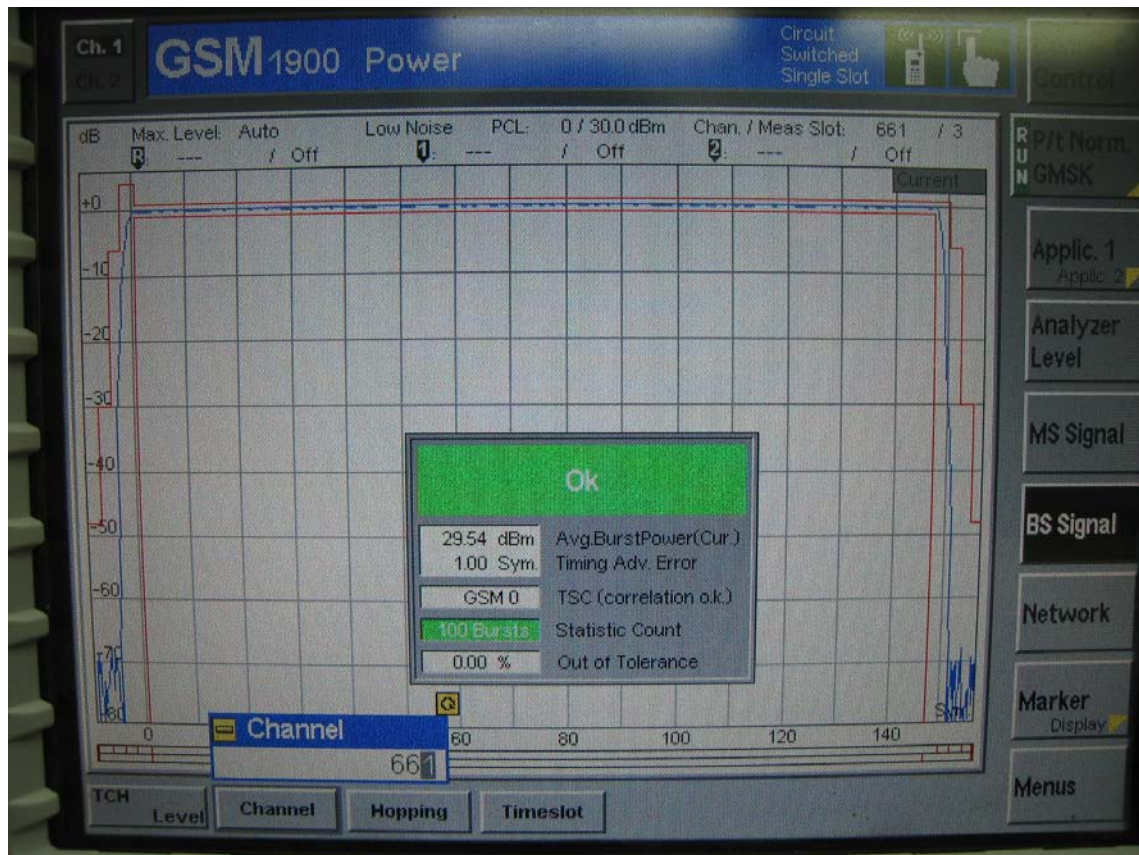 Ch. 1
Ch. 2
GSM 1900 Power
Circuit
Switched
Single Slot
Control
dB Max. Level: Auto Low Noise PCL: 0 / 30.0 dBm Chan. / Meas Slot: 661 / 3
R: --- / Off 1: --- / Off 2: --- / Off
Current
RUN
P/t Norm.
GMSK
Applic. 1
Applic. 2
Analyzer
Level
MS Signal
BS Signal
Network
Marker
Display
Menus
+0
-10
-20
-30
-40
-50
-60
-70
-80
Ok
29.54 dBm Avg.BurstPower(Cur.)
1.00 Sym. Timing Adv. Error
GSM 0 TSC (correlation o.k.)
100 Bursts Statistic Count
0.00 % Out of Tolerance
Sym.
0 60 80 100 120 140
Channel
661
TCH
Level
Channel
Hopping
Timeslot